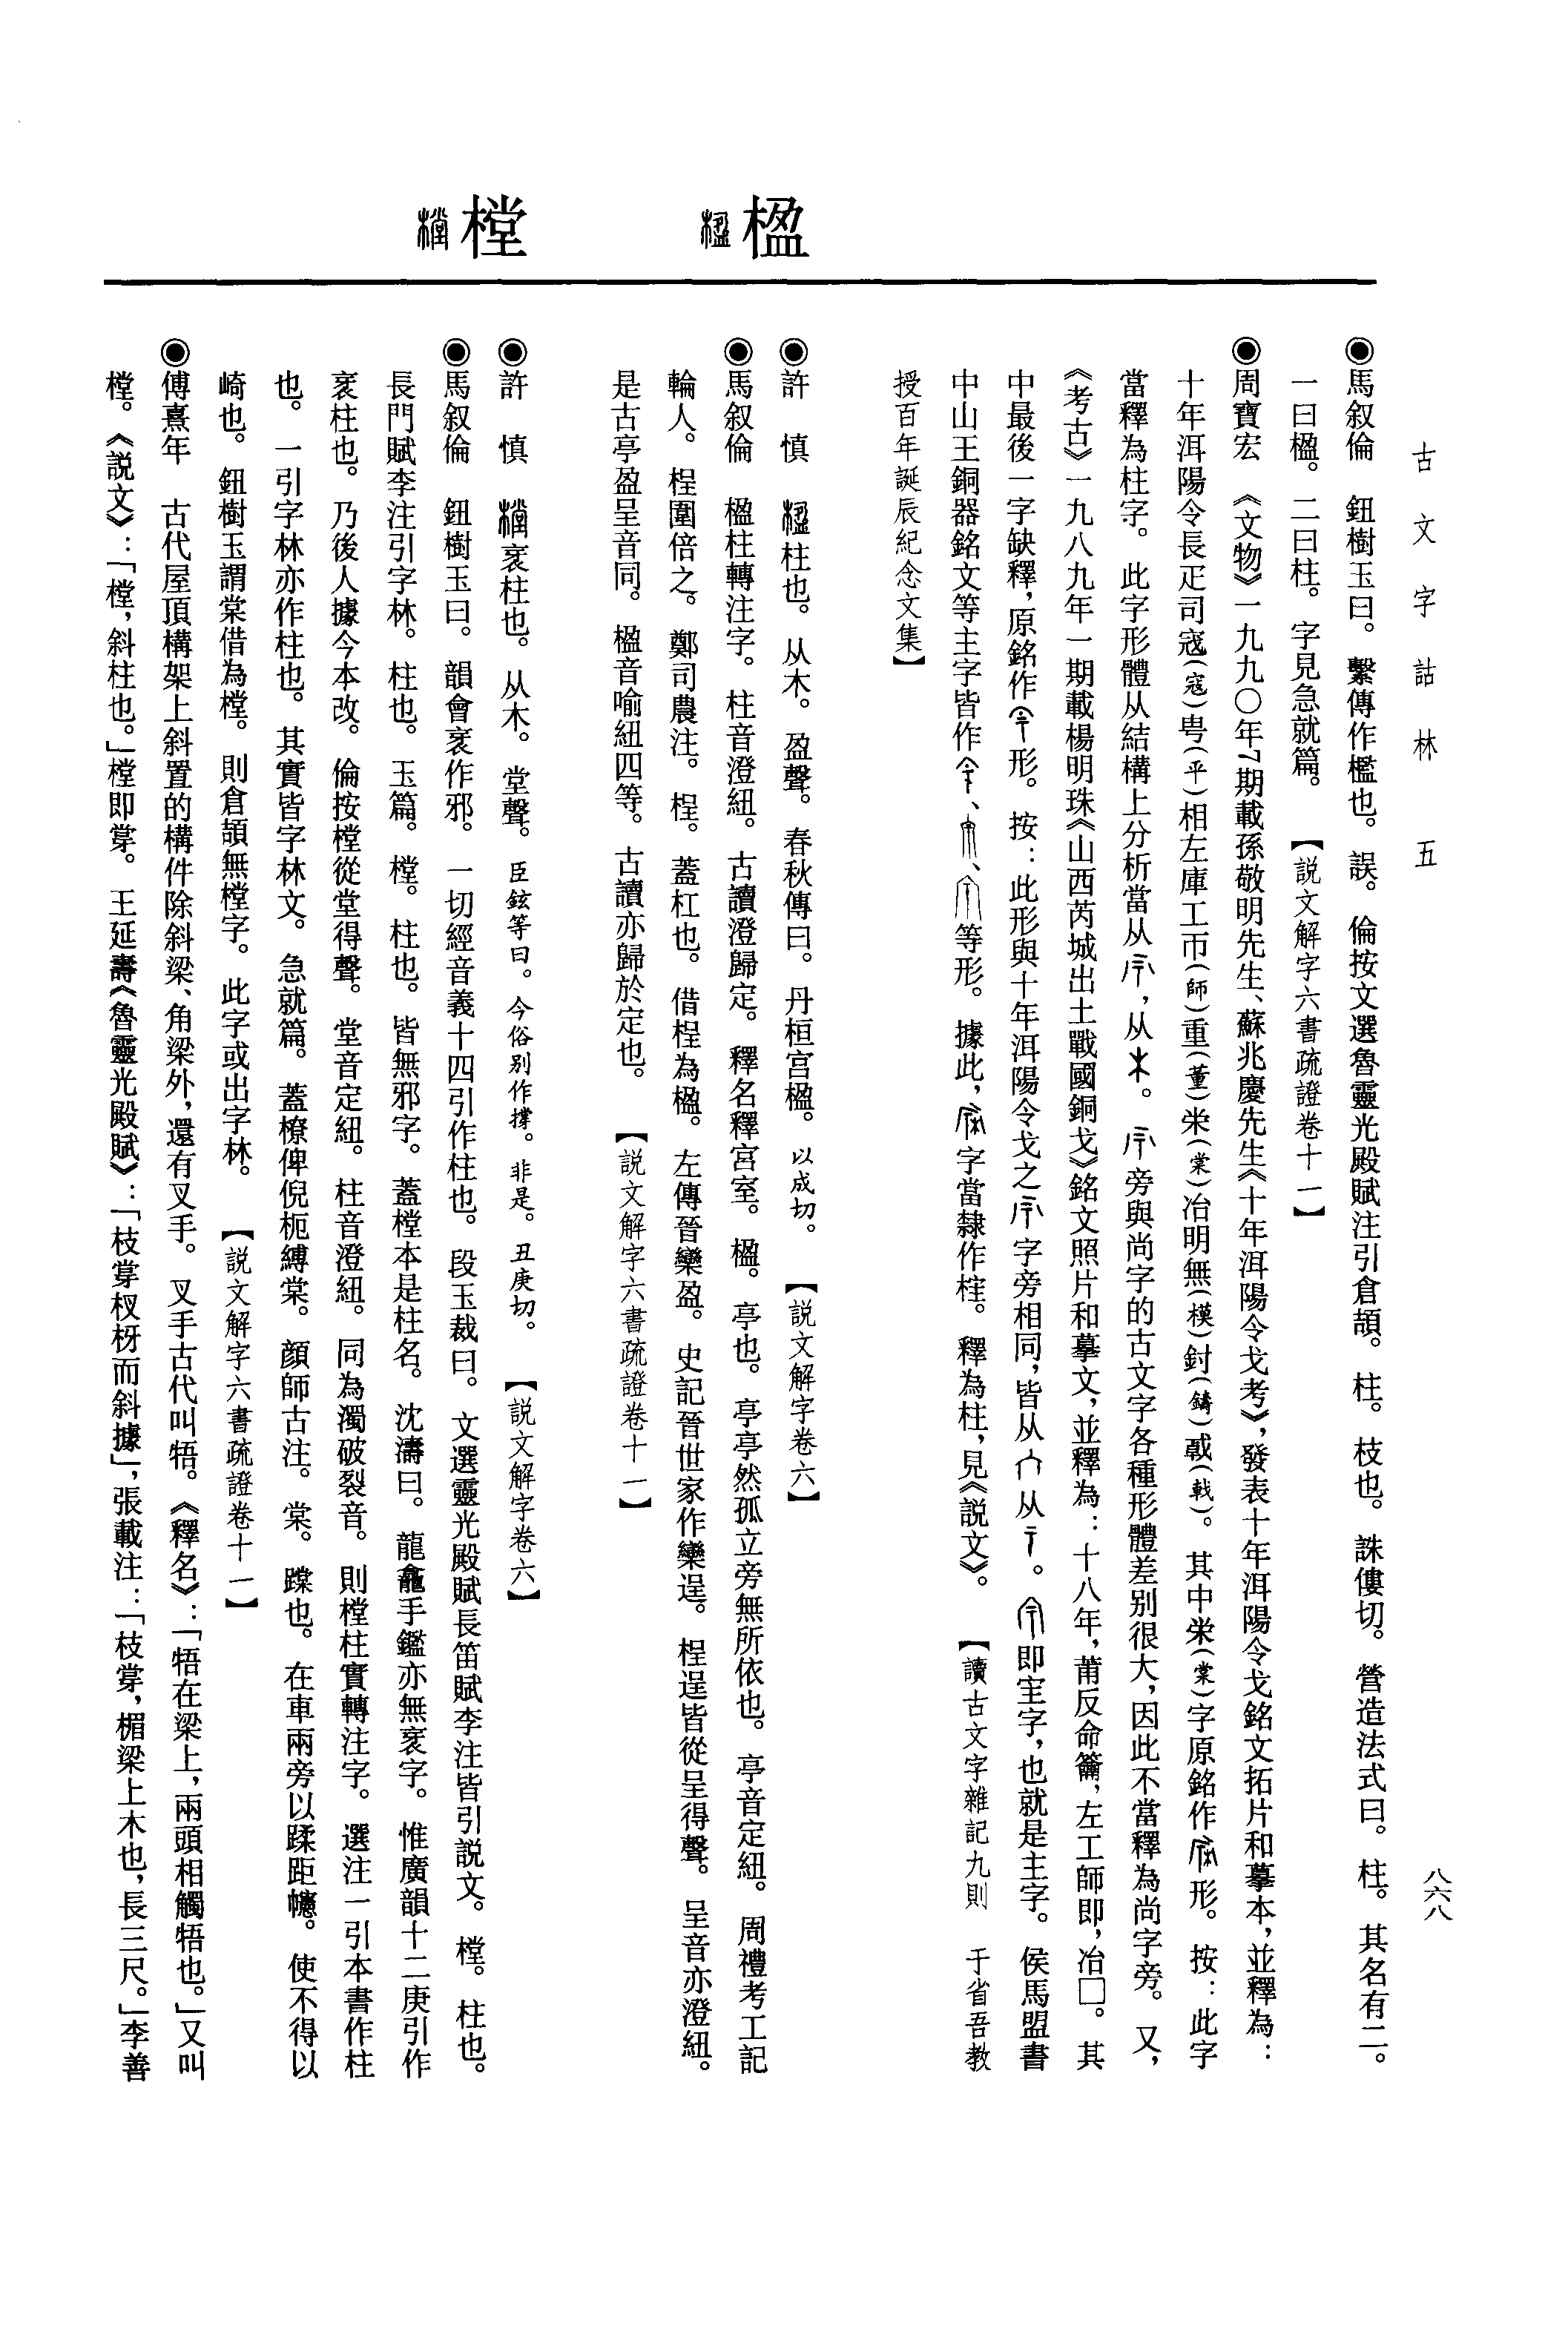 古文字詁林 五
八六八
◉馬叙倫 鈕樹玉曰。繫傳作檻也。誤。倫按文選魯靈光殿賦注引倉頡。柱。枝也。誅僂切。營造法式曰。柱。其名有二。
一曰楹。二曰柱。字見急就篇。 【説文解字六書疏證卷十一】
◉周寶宏 《文物》一九九〇年7期載孫敬明先生、蘇兆慶先生《十年洱陽令戈考》,發表十年洱陽令戈銘文拓片和摹本,並釋為:
十年洱陽令長疋司寇(寇)甹(平)相左庫工帀(師)重(董)𣏟(棠)冶明無(模)釪(鑄)戟(戟)。其中(棠)字原銘作形。按:此字
當釋為柱字。此字形體从結構上分析當从,从木。旁與尚字的古文字各種形體差别很大,因此不當釋為尚字旁。又,
《考古》一九八九年一期載楊明珠《山西芮城出土戰國銅戈》銘文照片和摹文,並釋為:十八年,莆反命籥,左工師即,冶□。其
中最後一字缺釋,原銘作形。按:此形與十年洱陽令戈之字旁相同,皆从从。即宔字,也就是主字。侯馬盟書
中山王銅器銘文等主字皆作、、等形。據此,字當隸作椬。釋為柱,見《説文》。 【讀古文字雜記九則 于省吾教
授百年誕辰紀念文集】
楹
◉許 慎 楹柱也。从木。盈聲。春秋傳曰。丹桓宫楹。以成切。 【説文解字卷六】
◉馬叙倫 楹柱轉注字。柱音澄紐。古讀澄歸定。釋名釋宮室。楹。亭也。亭亭然孤立旁無所依也。亭音定紐。周禮考工記
輪人。桯圍倍之。鄭司農注。桯。蓋杠也。借桯為楹。左傳晉欒盈。史記晉世家作欒逞。桯逞皆從呈得聲。呈音亦澄紐。
是古亭盈呈音同。楹音喻紐四等。古讀亦歸於定也。 【説文解字六書疏證卷十一】
樘
◉許 慎 樘衺柱也。从木。堂聲。臣鉉等曰。今俗别作撐。非是。丑庚切。 【説文解字卷六】
◉馬叙倫 鈕樹玉曰。韻會衺作邪。一切經音義十四引作柱也。段玉裁曰。文選靈光殿賦長笛賦李注皆引説文。樘。柱也。
長門賦李注引字林。柱也。玉篇。樘。柱也。皆無邪字。蓋樘本是柱名。沈濤曰。龍龕手鑑亦無衺字。惟廣韻十二庚引作
衺柱也。乃後人據今本改。倫按樘從堂得聲。堂音定紐。柱音澄紐。同為濁破裂音。則樘柱實轉注字。選注一引本書作柱
也。一引字林亦作柱也。其實皆字林文。急就篇。蓋橑俾倪枙縛棠。顔師古注。棠。蹀也。在車兩旁以蹂距幰。使不得以
崎也。鈕樹玉謂棠借為樘。則倉頡無樘字。此字或出字林。 【説文解字六書疏證卷十一】
◉傅熹年 古代屋頂構架上斜置的構件除斜梁、角梁外,還有叉手。叉手古代叫牾。《釋名》:「牾在梁上,兩頭相觸牾也。」又叫
樘。《説文》:「樘,斜柱也。」樘即牚。王延壽《魯靈光殿賦》:「枝牚杈枒而斜據」,張載注:「枝牚,楣梁上木也,長三尺。」李善